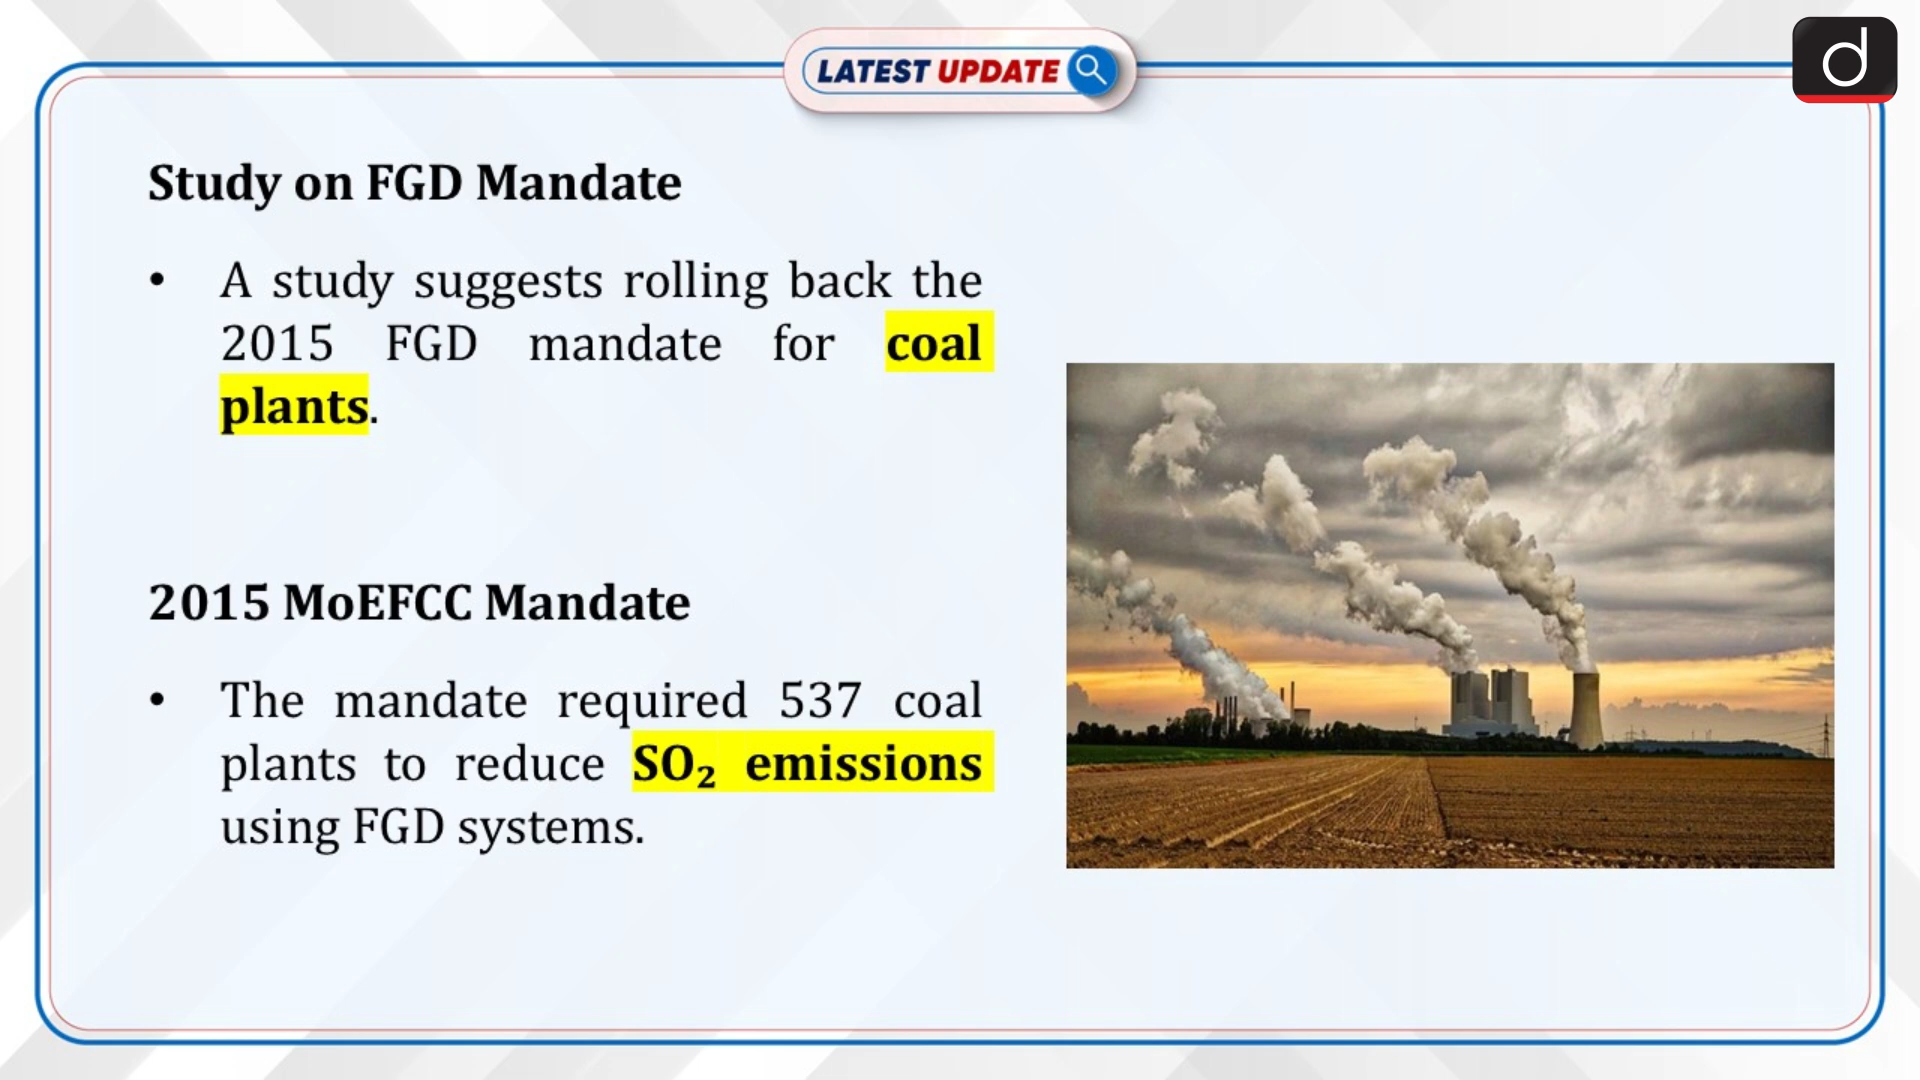 LATEST UPDATE
d
Study on FGD Mandate
• A study suggests rolling back the
2015 FGD mandate for coal
plants.
2015 MoEFCC Mandate
• The mandate required 537 coal
plants to reduce SO₂ emissions
using FGD systems.